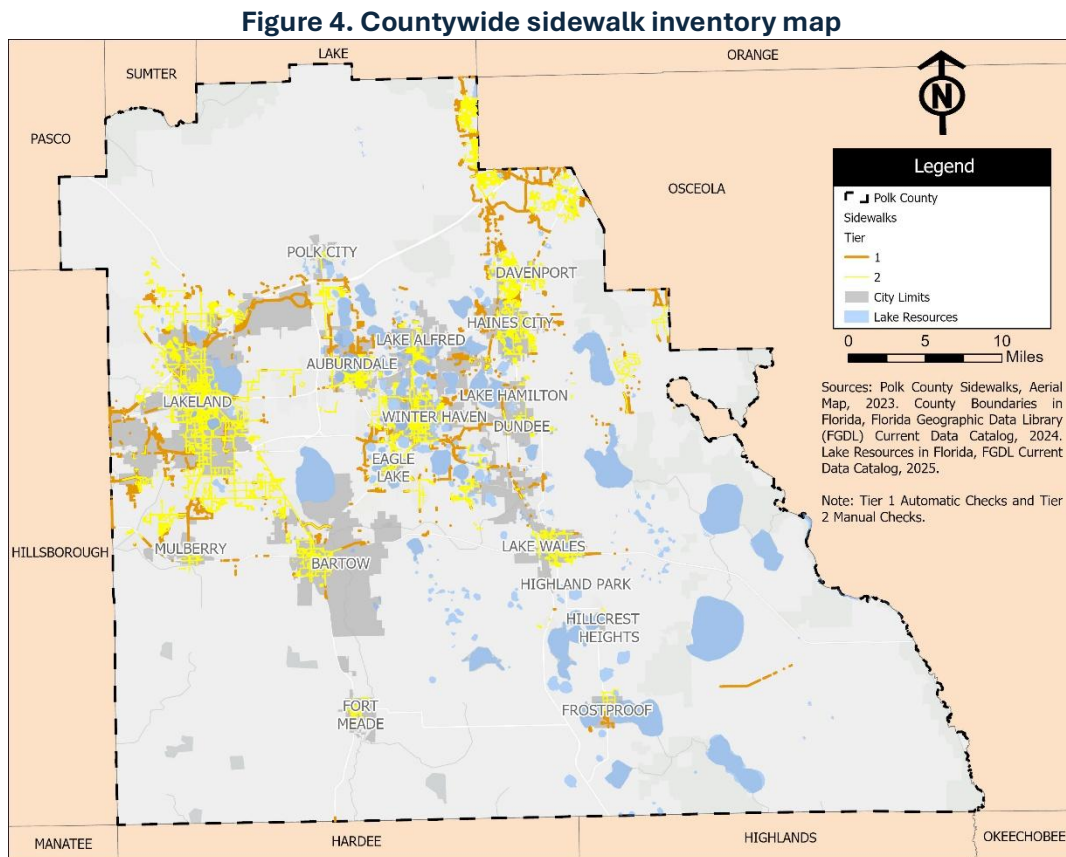 Figure 4. Countywide sidewalk inventory map
LAKE
ORANGE
SUMTER
N
PASCO
Legend
OSCEOLA
Polk County
Sidewalks
Tier
1
2
City Limits
Lake Resources
0 5 10
Miles
POLK CITY
DAVENPORT
HAINES CITY
LAKE ALFRED
AUBURNDALE
LAKELAND
LAKE HAMILTON
WINTER HAVEN
DUNDEE
EAGLE
LAKE
Sources: Polk County Sidewalks, Aerial
Map, 2023. County Boundaries in
Florida, Florida Geographic Data Library
(FGDL) Current Data Catalog, 2024.
Lake Resources in Florida, FGDL Current
Data Catalog, 2025.
Note: Tier 1 Automatic Checks and Tier
2 Manual Checks.
HILLSBOROUGH
MULBERRY
BARTOW
LAKE WALES
HIGHLAND PARK
HILLCREST
HEIGHTS
FORT
MEADE
FROSTPROOF
MANATEE
HARDEE
HIGHLANDS
OKEECHOBEE